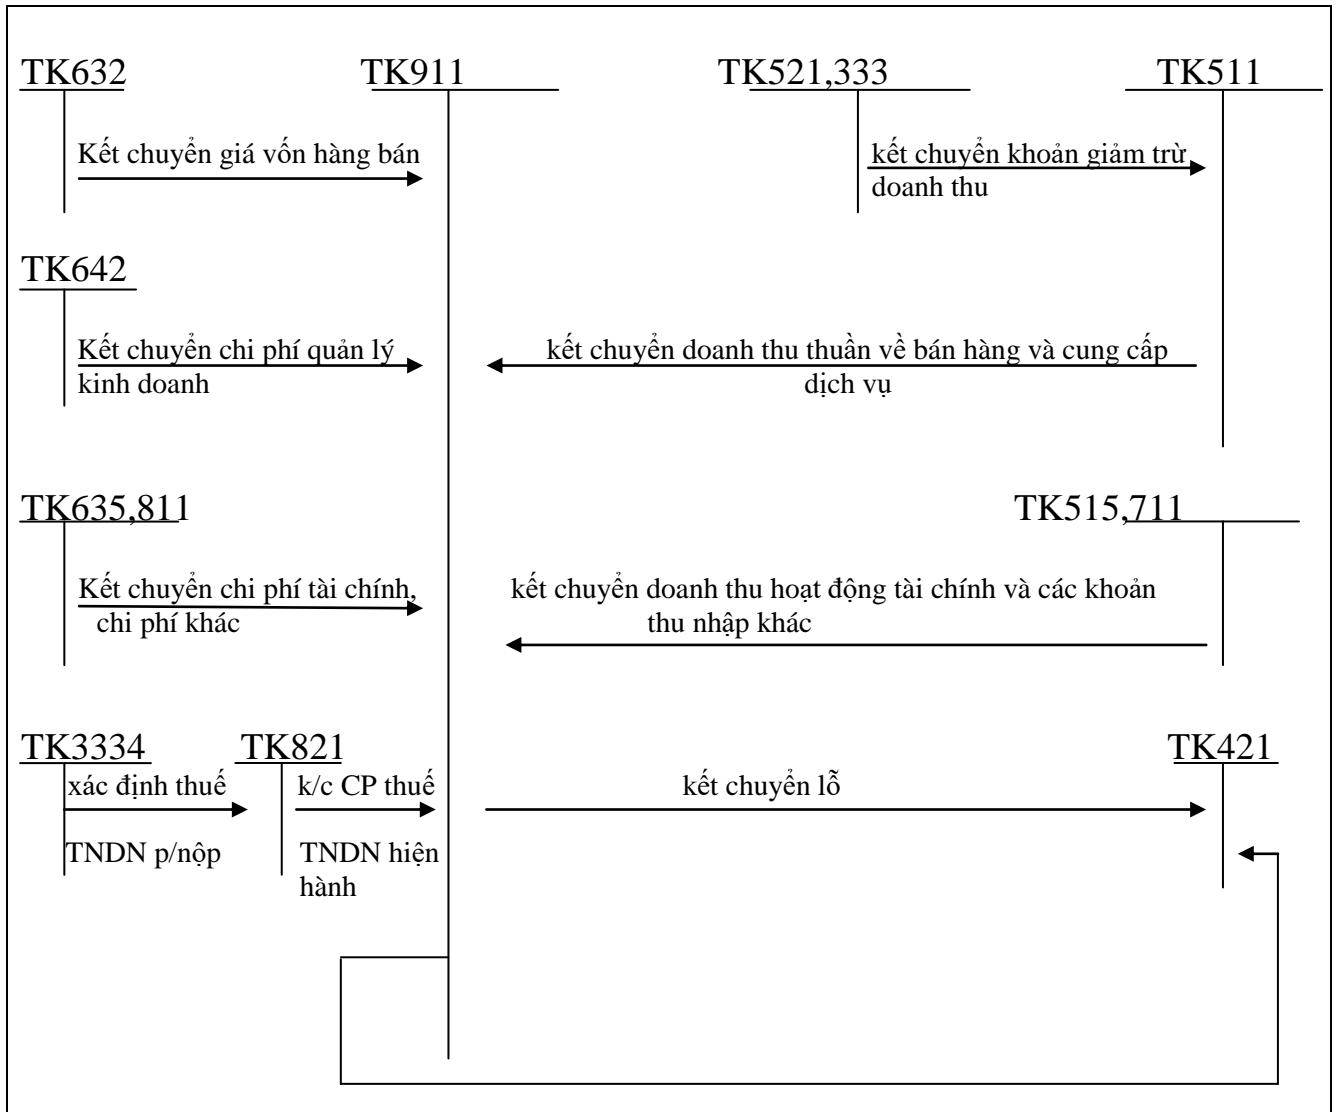 TK632 TK911 TK521,333 TK511
Kết chuyển giá vốn hàng bán
kết chuyển khoản giảm trừ
doanh thu
TK642
Kết chuyển chi phí quản lý
kinh doanh
kết chuyển doanh thu thuần về bán hàng và cung cấp
dịch vụ
TK635,811 TK515,711
Kết chuyển chi phí tài chính,
chi phí khác
kết chuyển doanh thu hoạt động tài chính và các khoản
thu nhập khác
TK3334 TK821 TK421
xác định thuế
TNDN p/nộp
k/c CP thuế
TNDN hiện
hành
kết chuyển lỗ